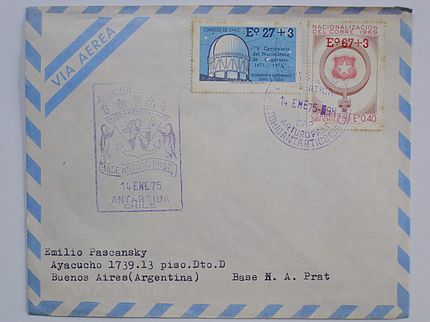 VIA AEREA
CORREOS DE CHILE
Eº 27 + 3
"V Centenario
del Nacimiento
de Copérnico
1473 - 1973"
NACIONALIZACION
DEL COBRE 1969
Eº 67 + 3
Eº 0.40
14 ENE 75
BASE ARTURO PRAT
14 ENE 75
ANTARTIDA
CHILE
Emilio Pascansky
Ayacucho 1739.13 piso.Dto.D
Buenos Aires(Argentina) Base N. A. Prat